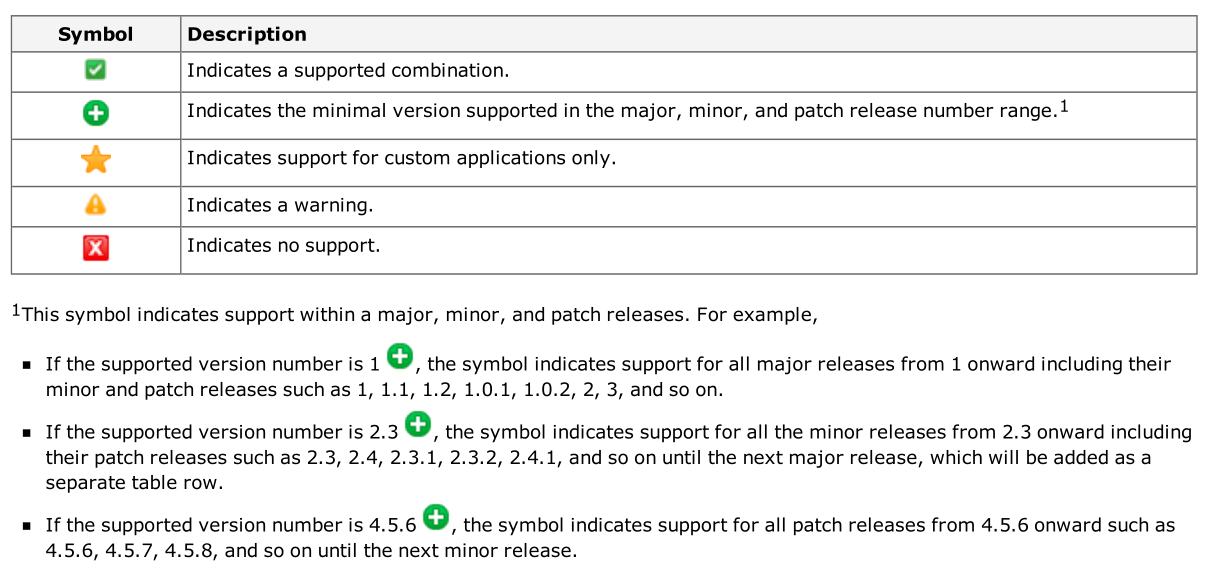 Symbol Description
Indicates a supported combination.
Indicates the minimal version supported in the major, minor, and patch release number range.1
Indicates support for custom applications only.
Indicates a warning.
Indicates no support.
1This symbol indicates support within a major, minor, and patch releases. For example,
▪ If the supported version number is 1 , the symbol indicates support for all major releases from 1 onward including their
minor and patch releases such as 1, 1.1, 1.2, 1.0.1, 1.0.2, 2, 3, and so on.
▪ If the supported version number is 2.3 , the symbol indicates support for all the minor releases from 2.3 onward including
their patch releases such as 2.3, 2.4, 2.3.1, 2.3.2, 2.4.1, and so on until the next major release, which will be added as a
separate table row.
▪ If the supported version number is 4.5.6 , the symbol indicates support for all patch releases from 4.5.6 onward such as
4.5.6, 4.5.7, 4.5.8, and so on until the next minor release.